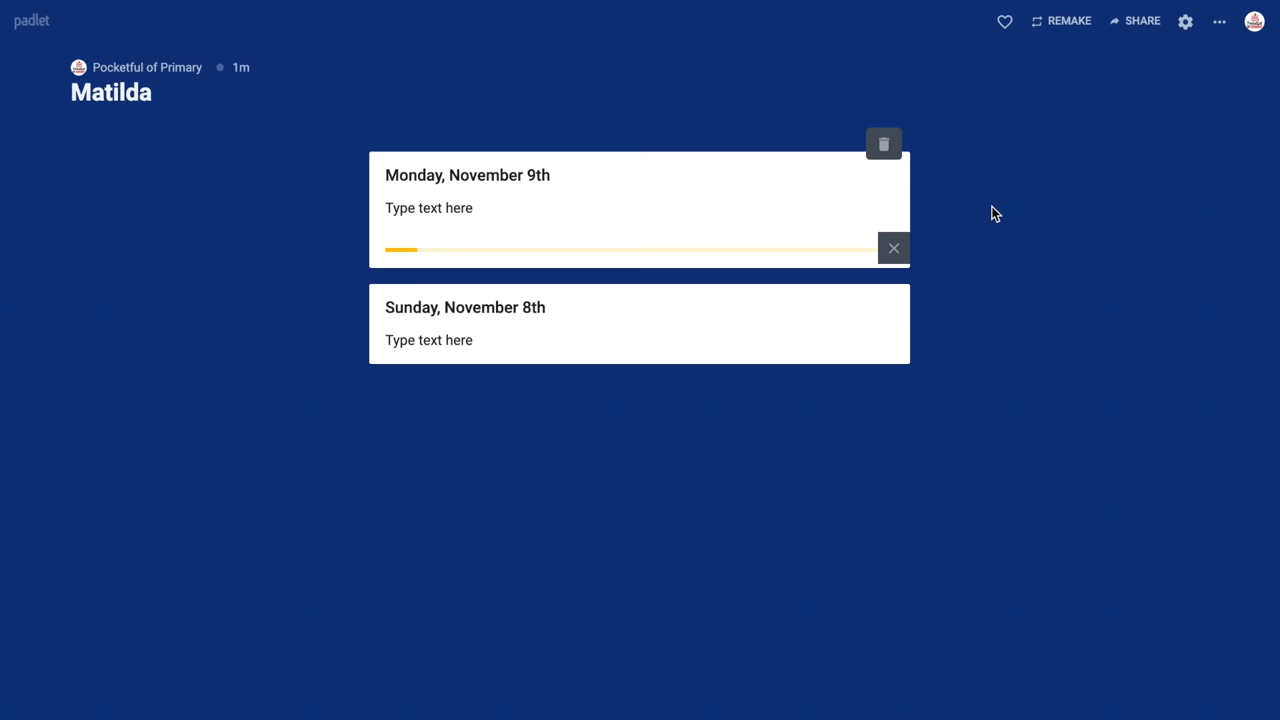 padlet
REMAKE
SHARE
Pocketful of Primary 1m
Matilda
Monday, November 9th
Type text here
Sunday, November 8th
Type text here